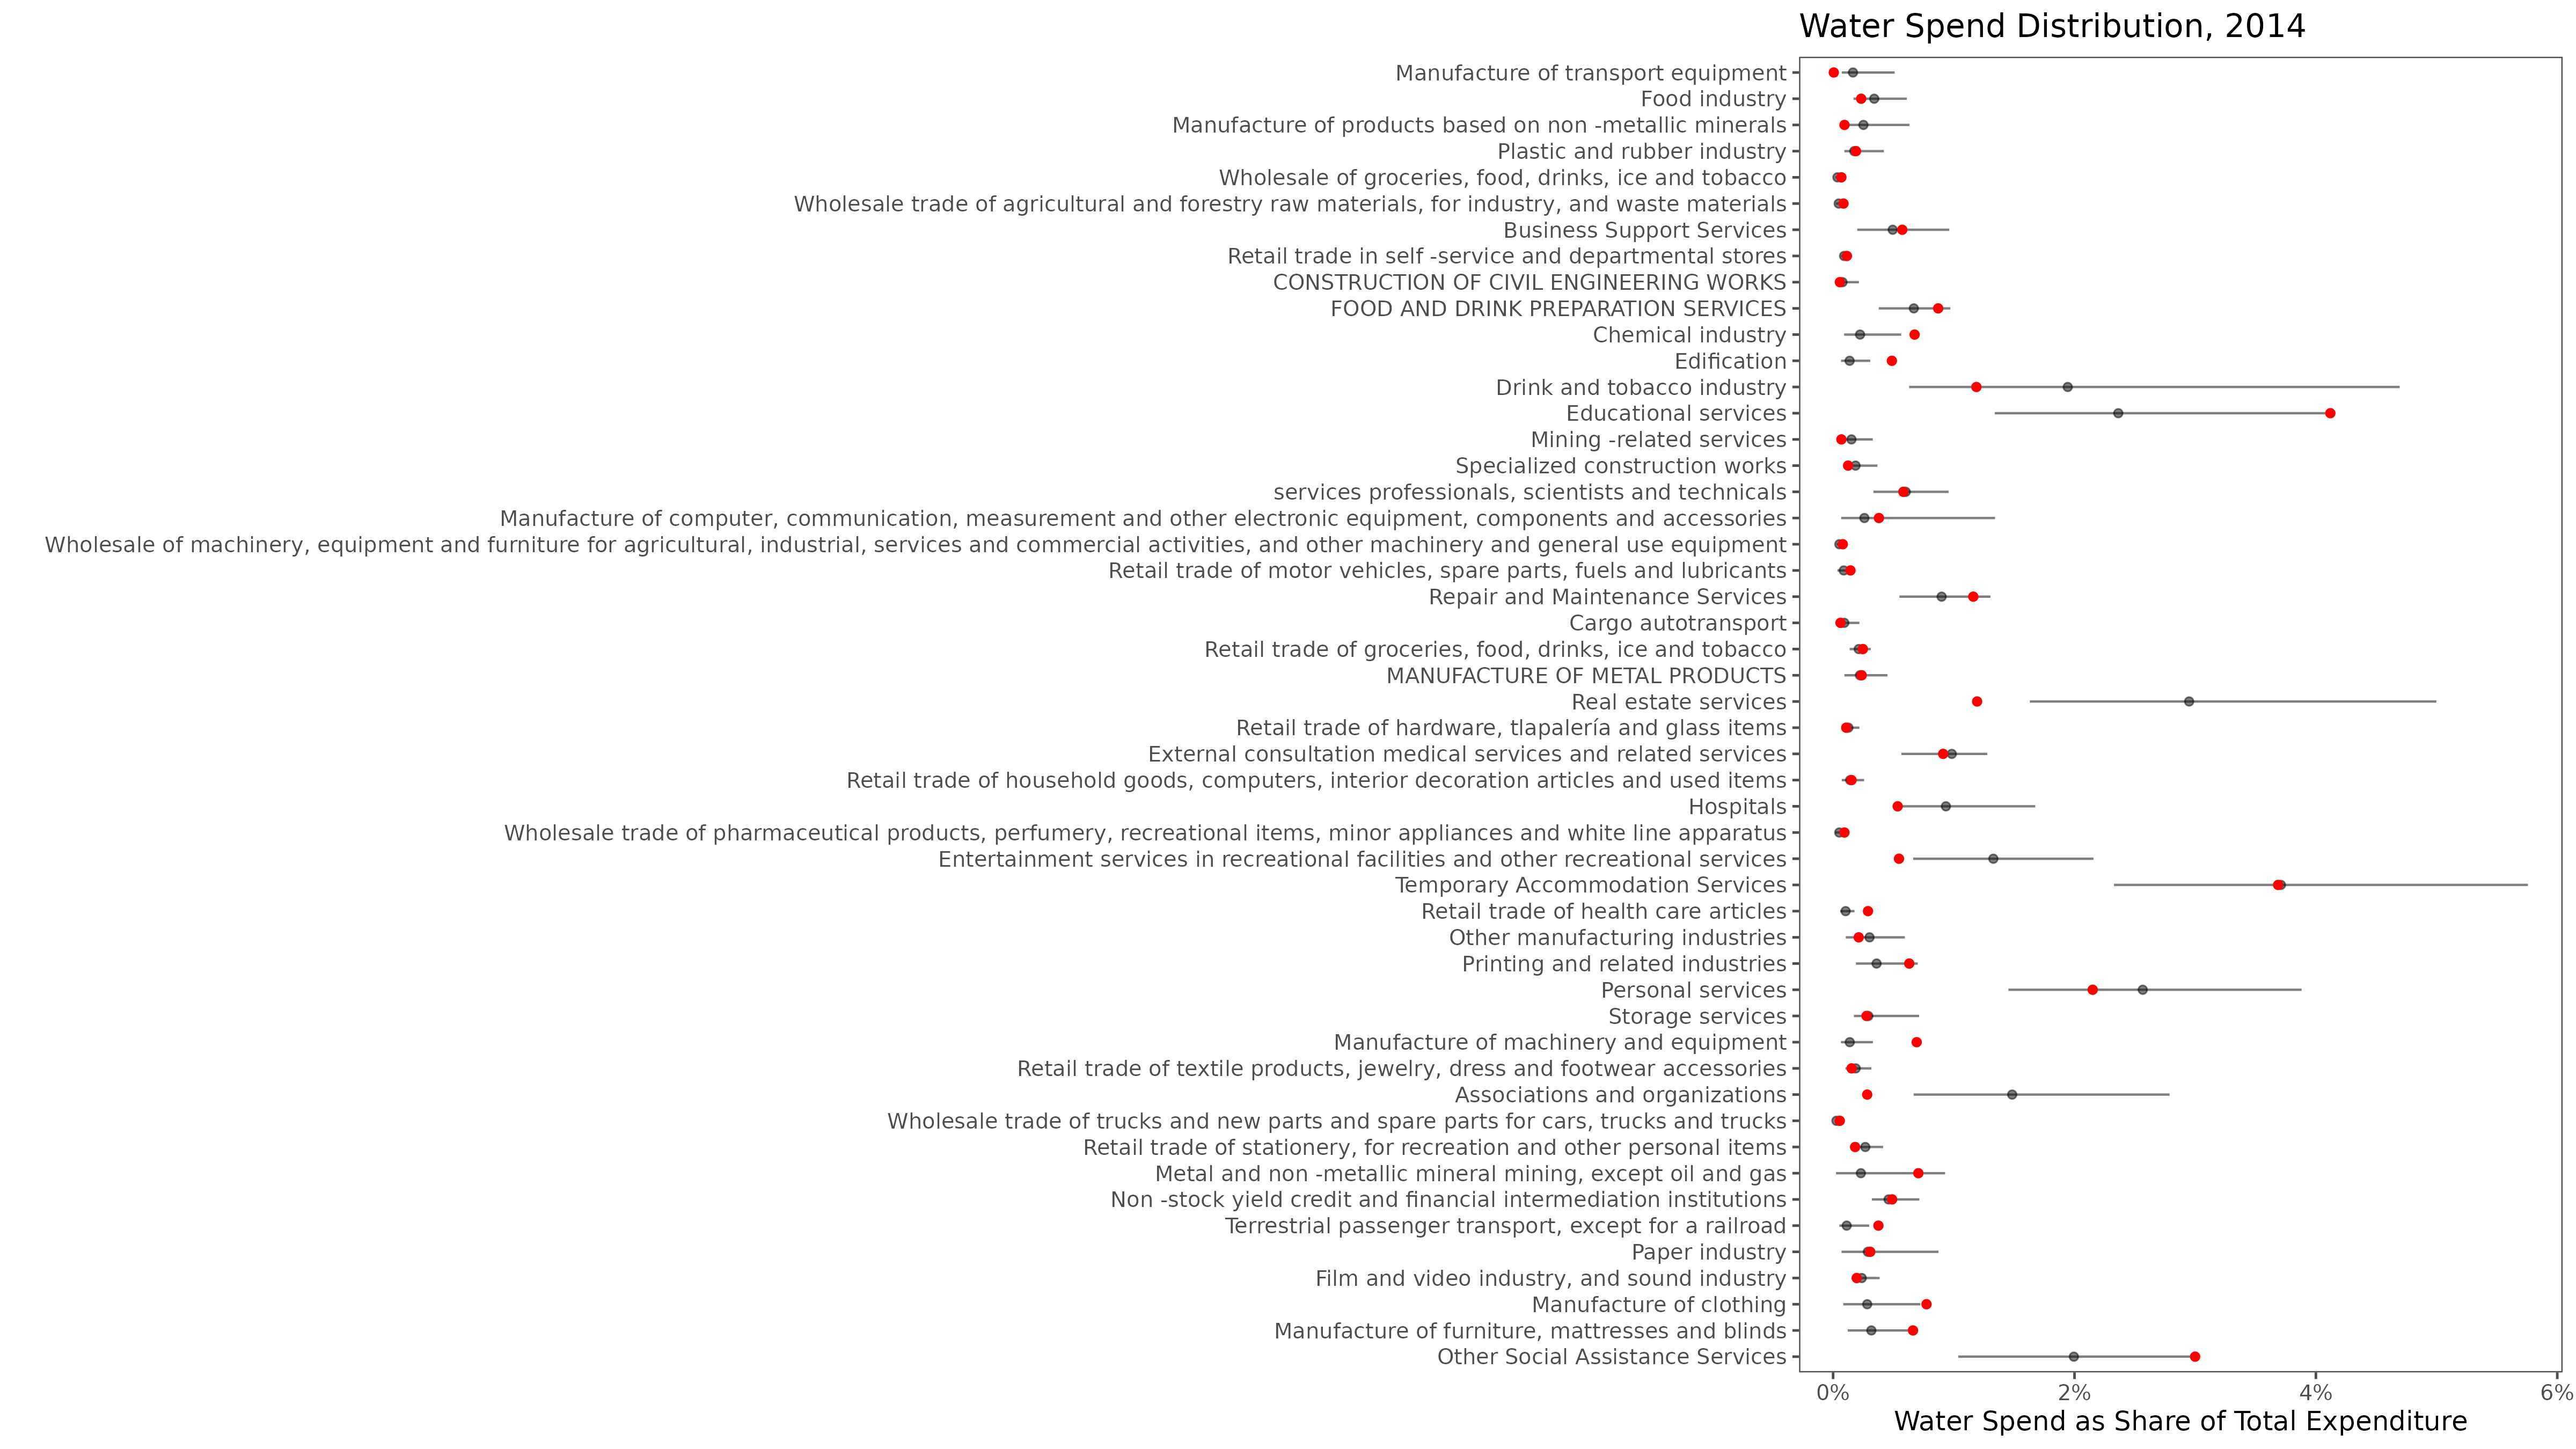 Water Spend Distribution, 2014
Manufacture of transport equipment
Food industry
Manufacture of products based on non -metallic minerals
Plastic and rubber industry
Wholesale of groceries, food, drinks, ice and tobacco
Wholesale trade of agricultural and forestry raw materials, for industry, and waste materials
Business Support Services
Retail trade in self -service and departmental stores
CONSTRUCTION OF CIVIL ENGINEERING WORKS
FOOD AND DRINK PREPARATION SERVICES
Chemical industry
Edification
Drink and tobacco industry
Educational services
Mining -related services
Specialized construction works
services professionals, scientists and technicals
Manufacture of computer, communication, measurement and other electronic equipment, components and accessories
Wholesale of machinery, equipment and furniture for agricultural, industrial, services and commercial activities, and other machinery and general use equipment
Retail trade of motor vehicles, spare parts, fuels and lubricants
Repair and Maintenance Services
Cargo autotransport
Retail trade of groceries, food, drinks, ice and tobacco
MANUFACTURE OF METAL PRODUCTS
Real estate services
Retail trade of hardware, tlapalería and glass items
External consultation medical services and related services
Retail trade of household goods, computers, interior decoration articles and used items
Hospitals
Wholesale trade of pharmaceutical products, perfumery, recreational items, minor appliances and white line apparatus
Entertainment services in recreational facilities and other recreational services
Temporary Accommodation Services
Retail trade of health care articles
Other manufacturing industries
Printing and related industries
Personal services
Storage services
Manufacture of machinery and equipment
Retail trade of textile products, jewelry, dress and footwear accessories
Associations and organizations
Wholesale trade of trucks and new parts and spare parts for cars, trucks and trucks
Retail trade of stationery, for recreation and other personal items
Metal and non -metallic mineral mining, except oil and gas
Non -stock yield credit and financial intermediation institutions
Terrestrial passenger transport, except for a railroad
Paper industry
Film and video industry, and sound industry
Manufacture of clothing
Manufacture of furniture, mattresses and blinds
Other Social Assistance Services
0% 2% 4% 6%
Water Spend as Share of Total Expenditure